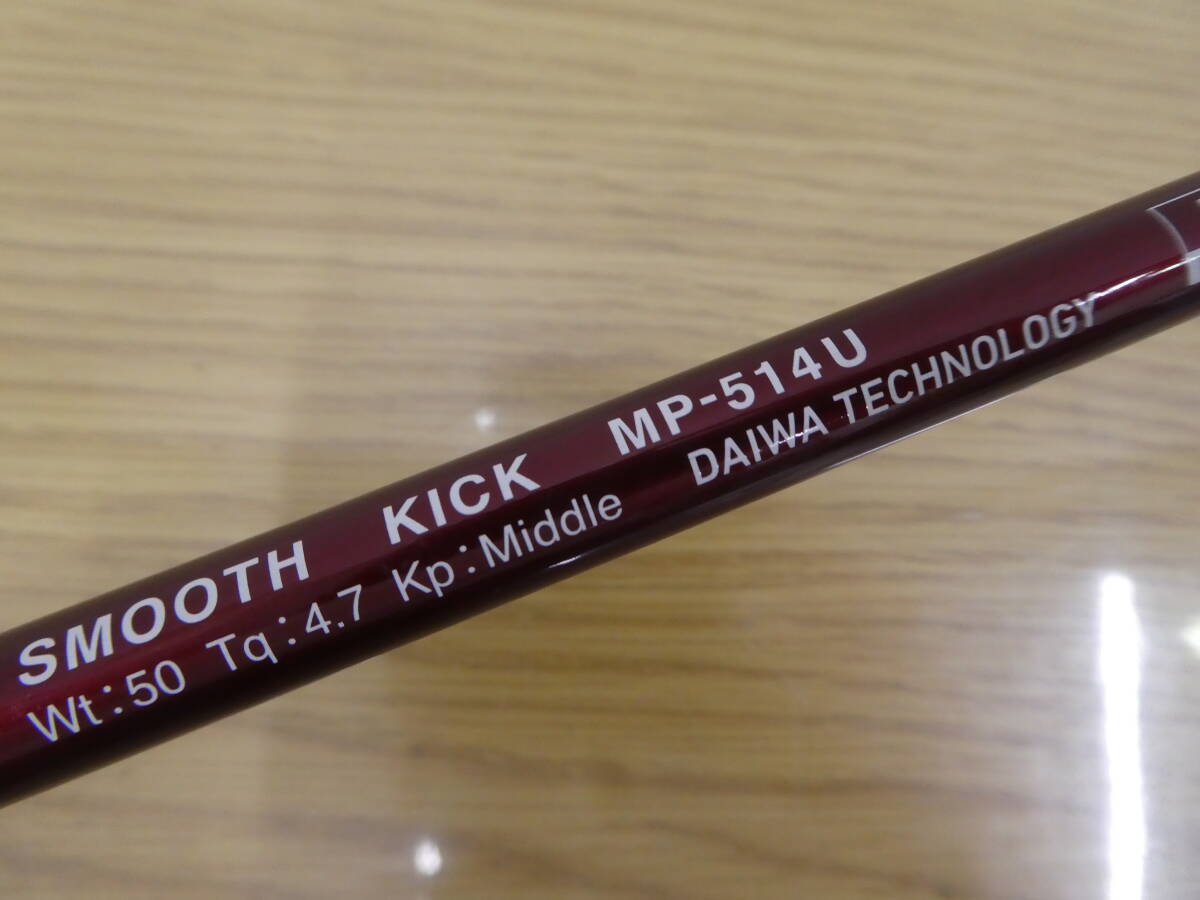 SMOOTH KICK MP-514U
Wt:50 Tq:4.7 Kp:Middle DAIWA TECHNOLOGY